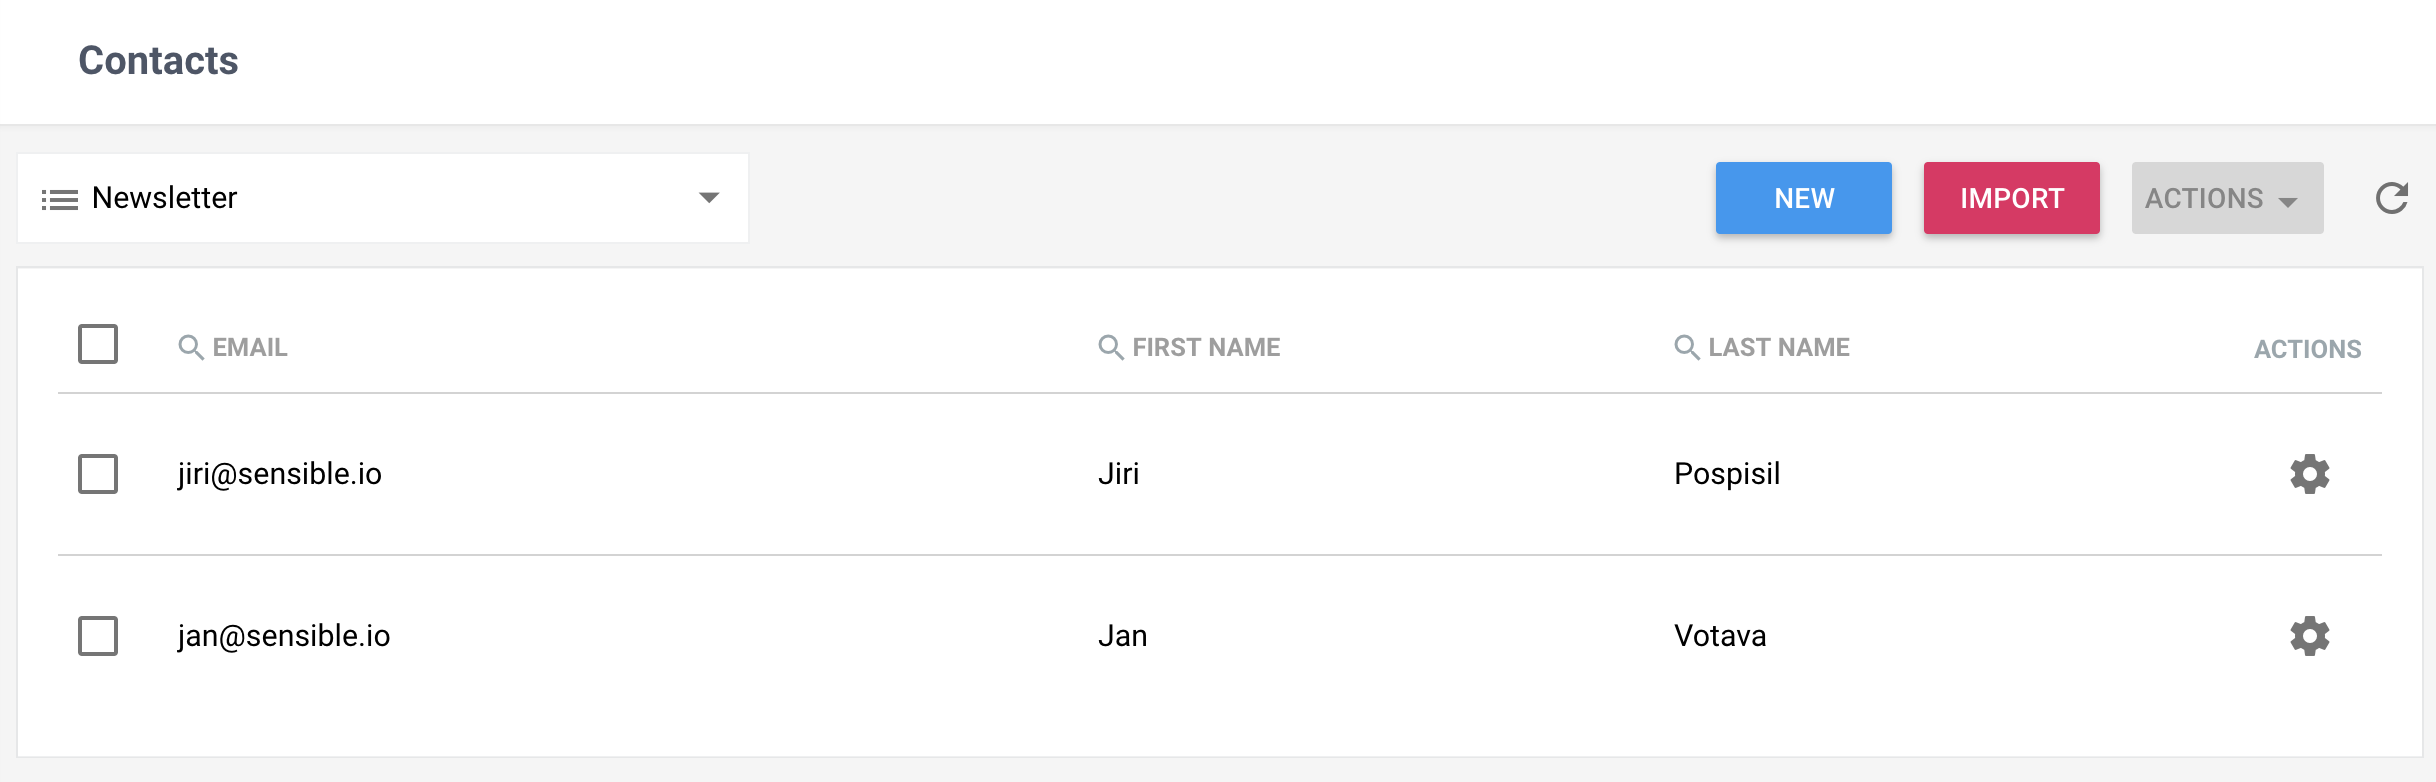 Contacts
Newsletter NEW IMPORT ACTIONS
EMAIL FIRST NAME LAST NAME ACTIONS
jiri@sensible.io Jiri Pospisil
jan@sensible.io Jan Votava